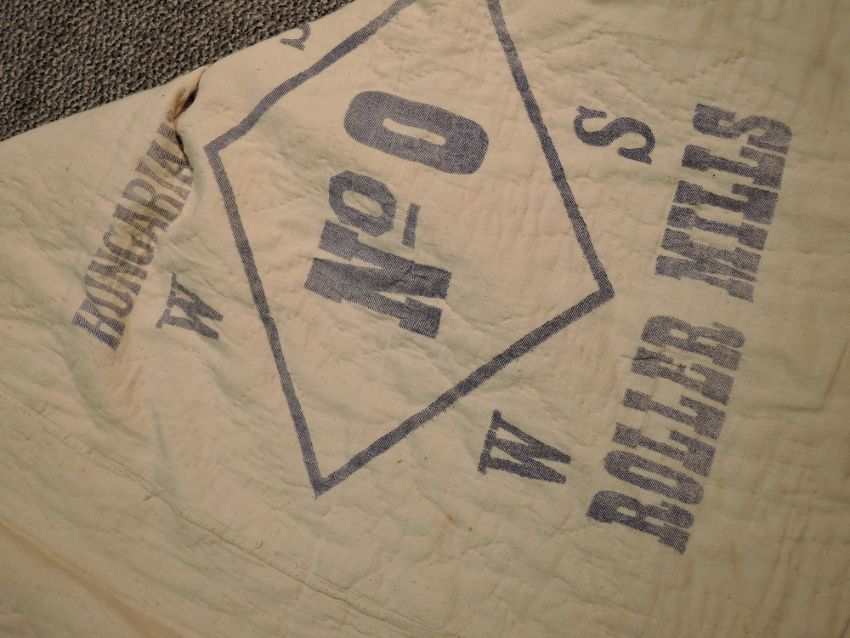 HUNGARIAN
W S
Nº 0
W S
ROLLER MILLS